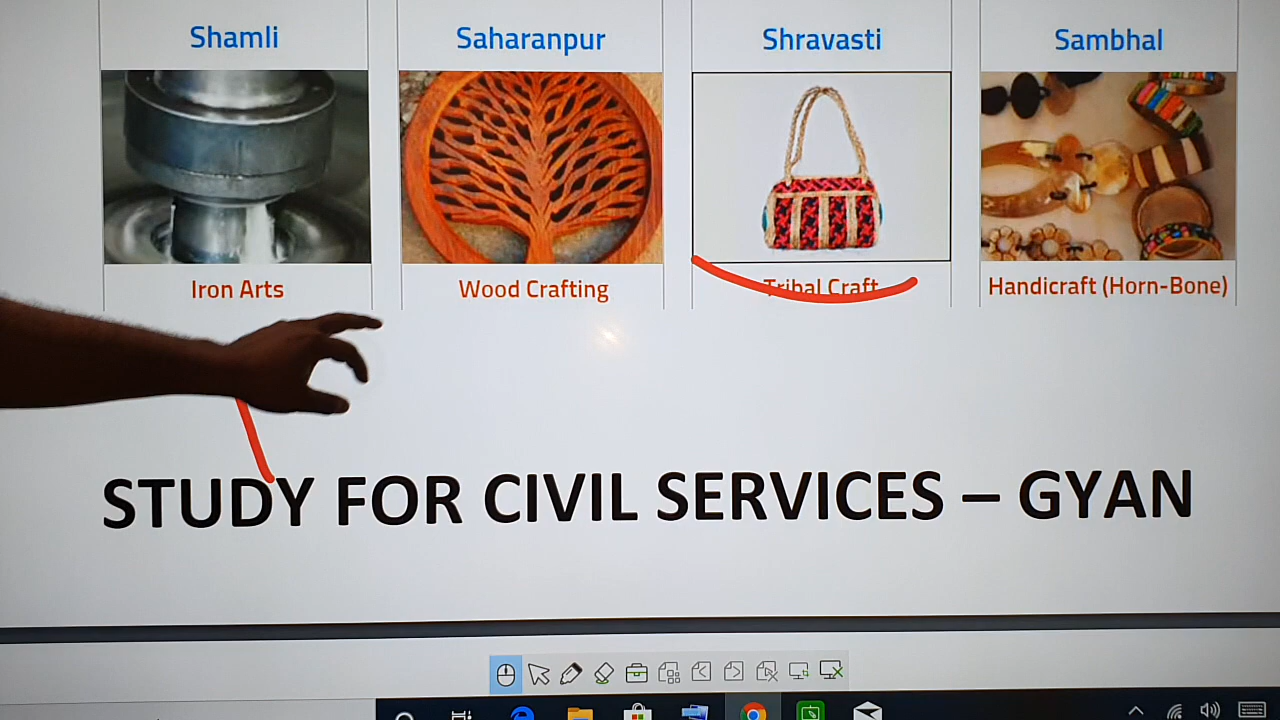 Shamli
Saharanpur
Shravasti
Sambhal
Iron Arts
Wood Crafting
Tribal Craft
Handicraft (Horn-Bone)
STUDY FOR CIVIL SERVICES – GYAN